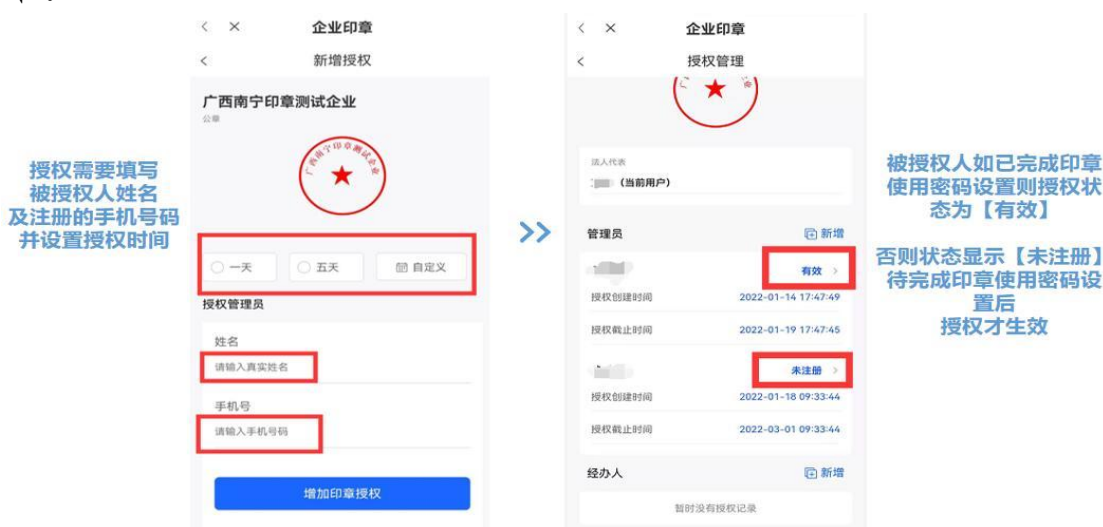 企业印章
新增授权
广西南宁印章测试企业
公章
广西南宁印章测试企业
授权需要填写
被授权人姓名
及注册的手机号码
并设置授权时间
一天
五天
自定义
授权管理员
姓名
请输入真实姓名
手机号
请输入手机号码
增加印章授权
>>
企业印章
授权管理
法人代表
(当前用户)
管理员
新增
有效
授权创建时间
2022-01-14 17:47:49
授权截止时间
2022-01-19 17:47:45
未注册
授权创建时间
2022-01-18 09:33:44
授权截止时间
2022-03-01 09:33:44
经办人
新增
暂时没有授权记录
被授权人如已完成印章
使用密码设置则授权状
态为【有效】
否则状态显示【未注册】
待完成印章使用密码设
置后
授权才生效